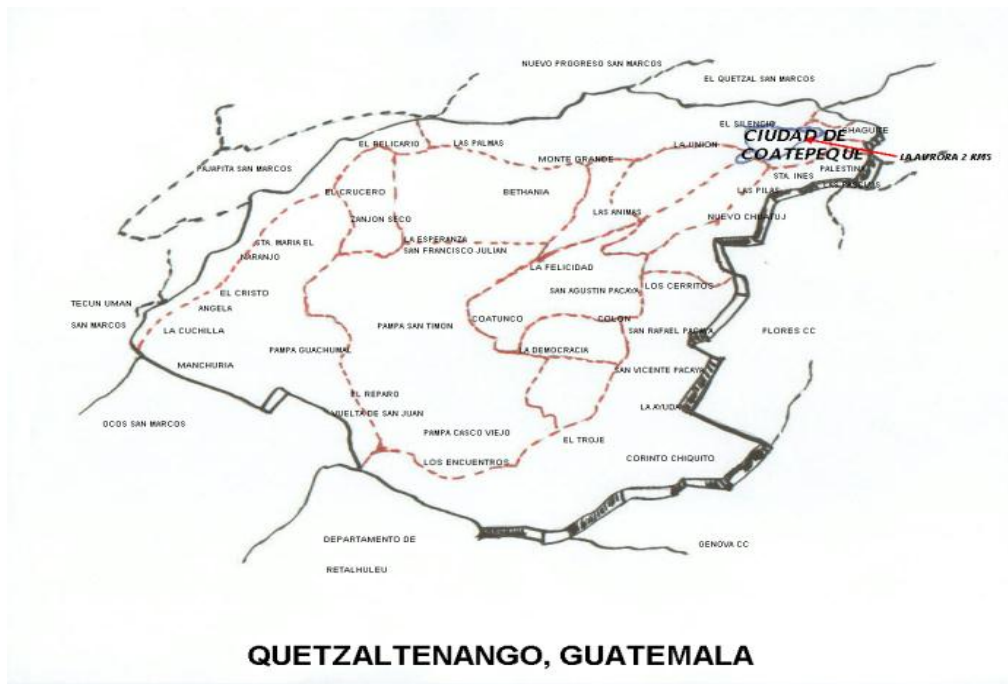 NUEVO PROGRESO SAN MARCOS
EL QUETZAL SAN MARCOS
EL SILENCIO
CIUDAD DE
COATEPEQUE
CHAGUITE
LA AURORA 2 KMS
EL BELICARIO
LAS PALMAS
LA UNION
MONTE GRANDE
PAJAPITA SAN MARCOS
PALESTINA
STA. INES
LAS PILAS
EL CRUCERO
BETHANIA
ZANJON SECO
LAS ANIMAS
NUEVO CHUATUJ
STA. MARIA EL
NARANJO
LA ESPERANZA
SAN FRANCISCO JULIAN
LA FELICIDAD
EL CRISTO
SAN AGUSTIN PACAYA
LOS CERRITOS
TECUN UMAN
SAN MARCOS
ANGELA
LA CUCHILLA
PAMPA SAN TIMON
COATUNCO
COLON
SAN RAFAEL PACAYA
FLORES CC
PAMPA GUACHUMAL
LA DEMOCRACIA
MANCHURIA
SAN VICENTE PACAYA
EL REPARO
VUELTA DE SAN JUAN
LA AYUDA
OCOS SAN MARCOS
PAMPA CASCO VIEJO
EL TROJE
LOS ENCUENTROS
CORINTO CHIQUITO
DEPARTAMENTO DE
RETALHULEU
GENOVA CC
QUETZALTENANGO, GUATEMALA